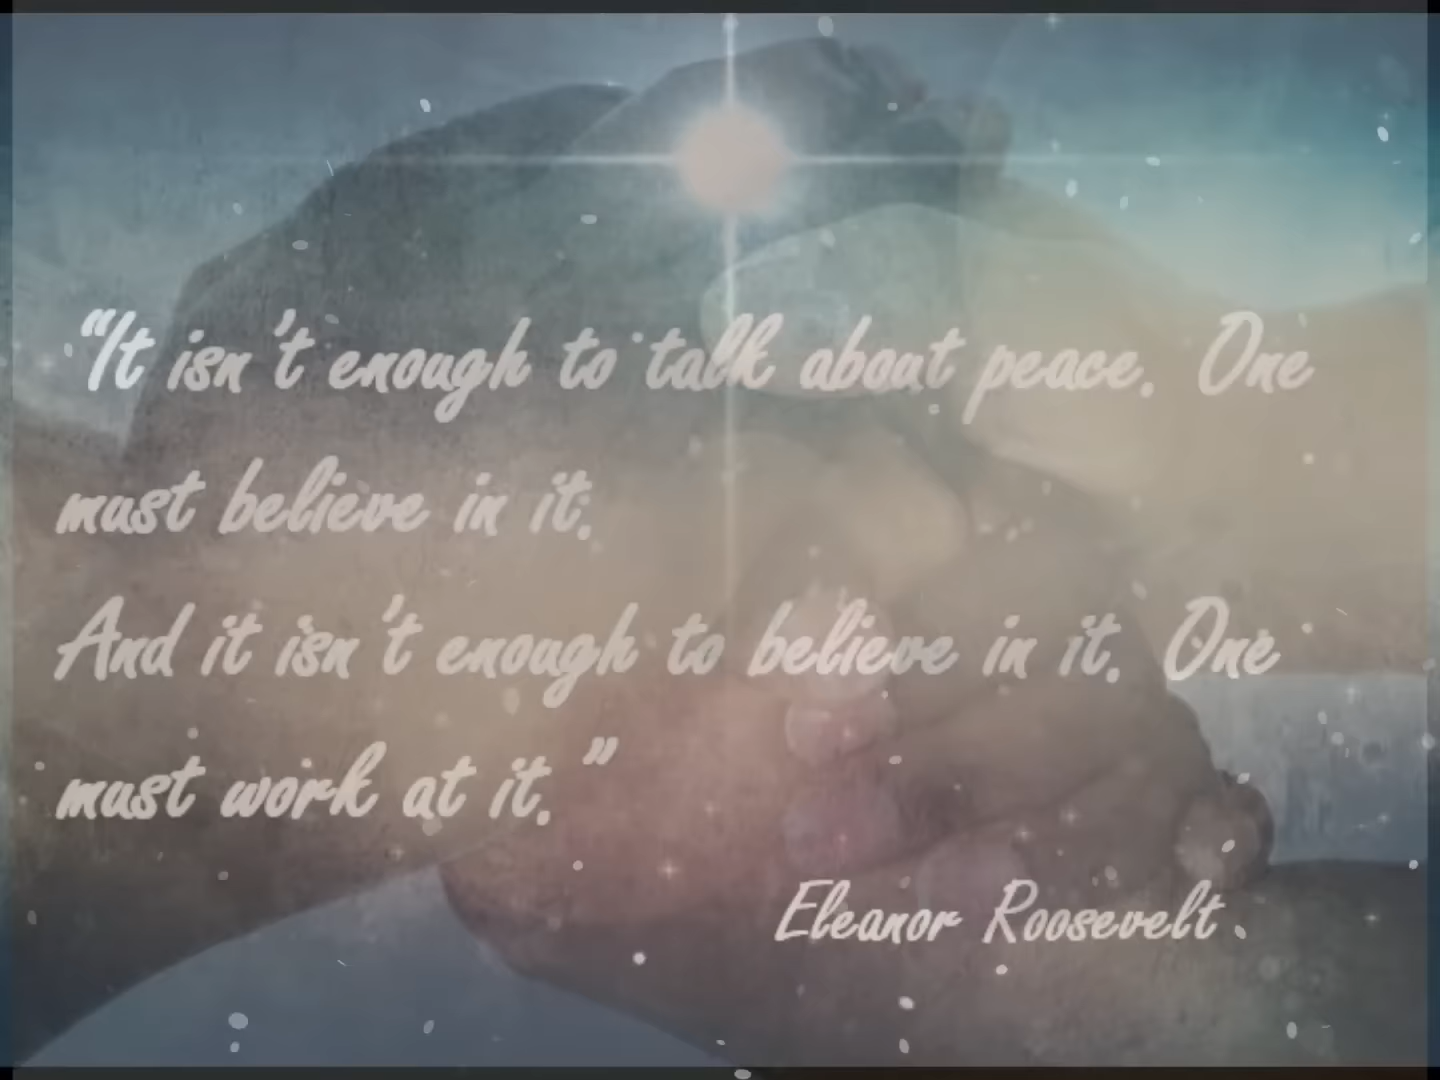 “It isn't enough to talk about peace. One
must believe in it.
And it isn't enough to believe in it. One
must work at it.”
Eleanor Roosevelt.